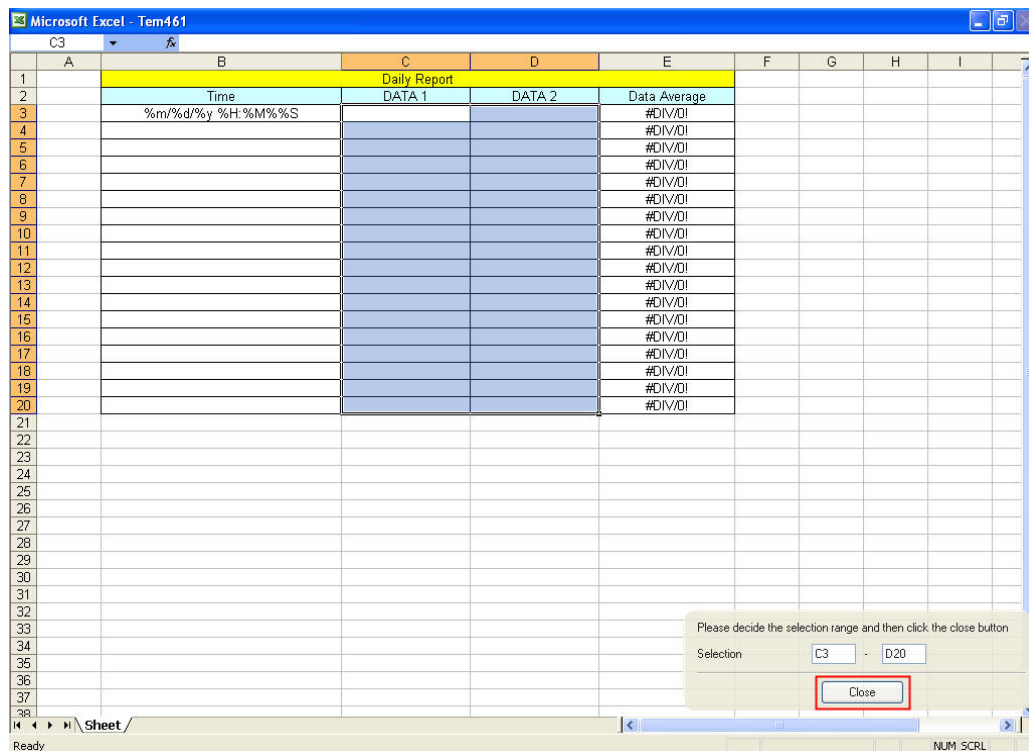 Microsoft Excel - Tem461
C3 fx
A B C D E F G H I
1 Daily Report
2 Time DATA 1 DATA 2 Data Average
3 %m/%d/%y %H:%M%%S #DIV/0!
4 #DIV/0!
5 #DIV/0!
6 #DIV/0!
7 #DIV/0!
8 #DIV/0!
9 #DIV/0!
10 #DIV/0!
11 #DIV/0!
12 #DIV/0!
13 #DIV/0!
14 #DIV/0!
15 #DIV/0!
16 #DIV/0!
17 #DIV/0!
18 #DIV/0!
19 #DIV/0!
20 #DIV/0!
21
22
23
24
25
26
27
28
29
30
31
32
33 Please decide the selection range and then click the close button
34
35 Selection C3 - D20
36
37 Close
38
Sheet
Ready NUM SCRL